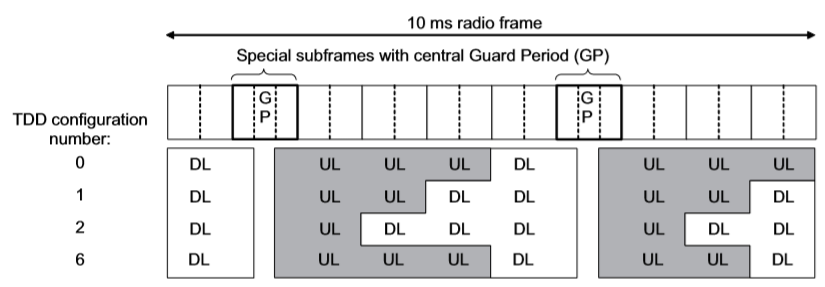 10 ms radio frame
Special subframes with central Guard Period (GP)
G G
P P
TDD configuration
number:
0 DL UL UL UL DL UL UL UL
1 DL UL UL DL DL UL UL DL
2 DL UL DL DL DL UL DL DL
6 DL UL UL UL DL UL UL DL